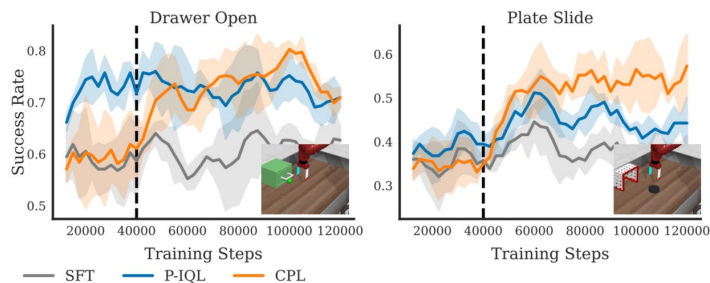 Drawer Open
Plate Slide
Success Rate
0.8
0.7
0.6
0.5
20000 40000 60000 80000 100000 120000
Training Steps
0.6
0.5
0.4
0.3
20000 40000 60000 80000 100000 120000
Training Steps
SFT P-IQL CPL